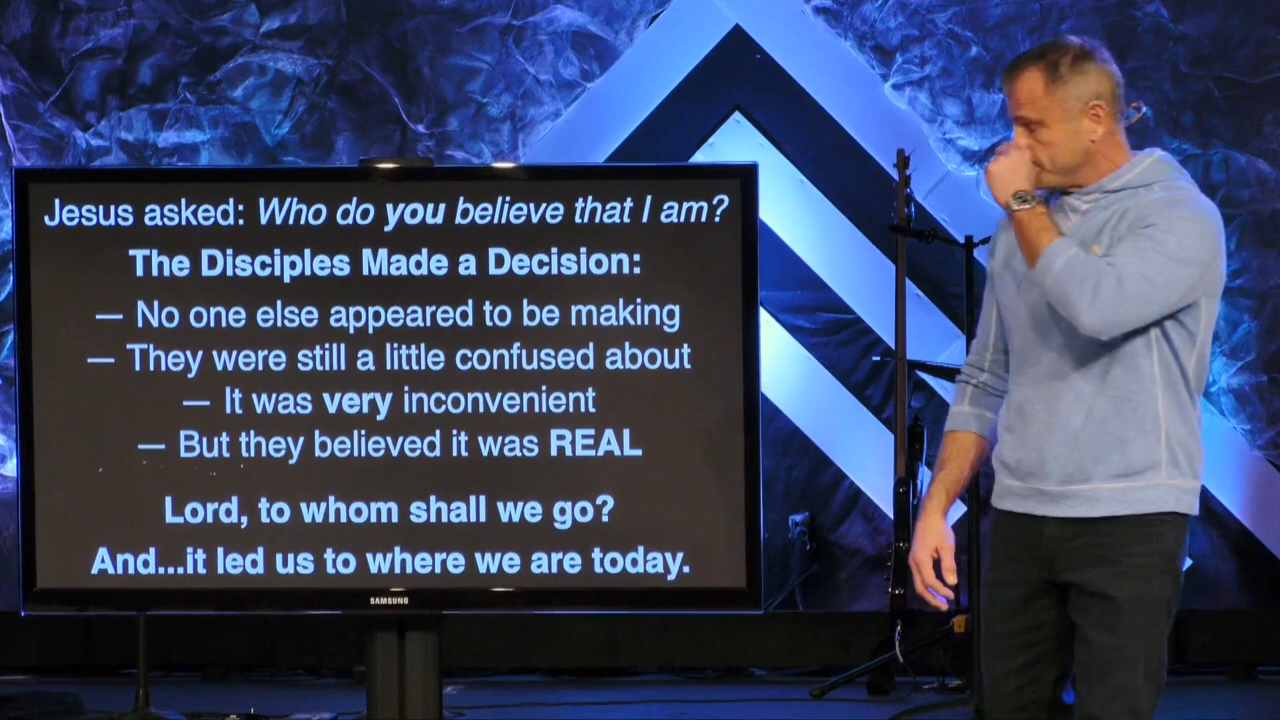 Jesus asked: Who do you believe that I am?
The Disciples Made a Decision:
— No one else appeared to be making
— They were still a little confused about
— It was very inconvenient
— But they believed it was REAL
Lord, to whom shall we go?
And...it led us to where we are today.
SAMSUNG